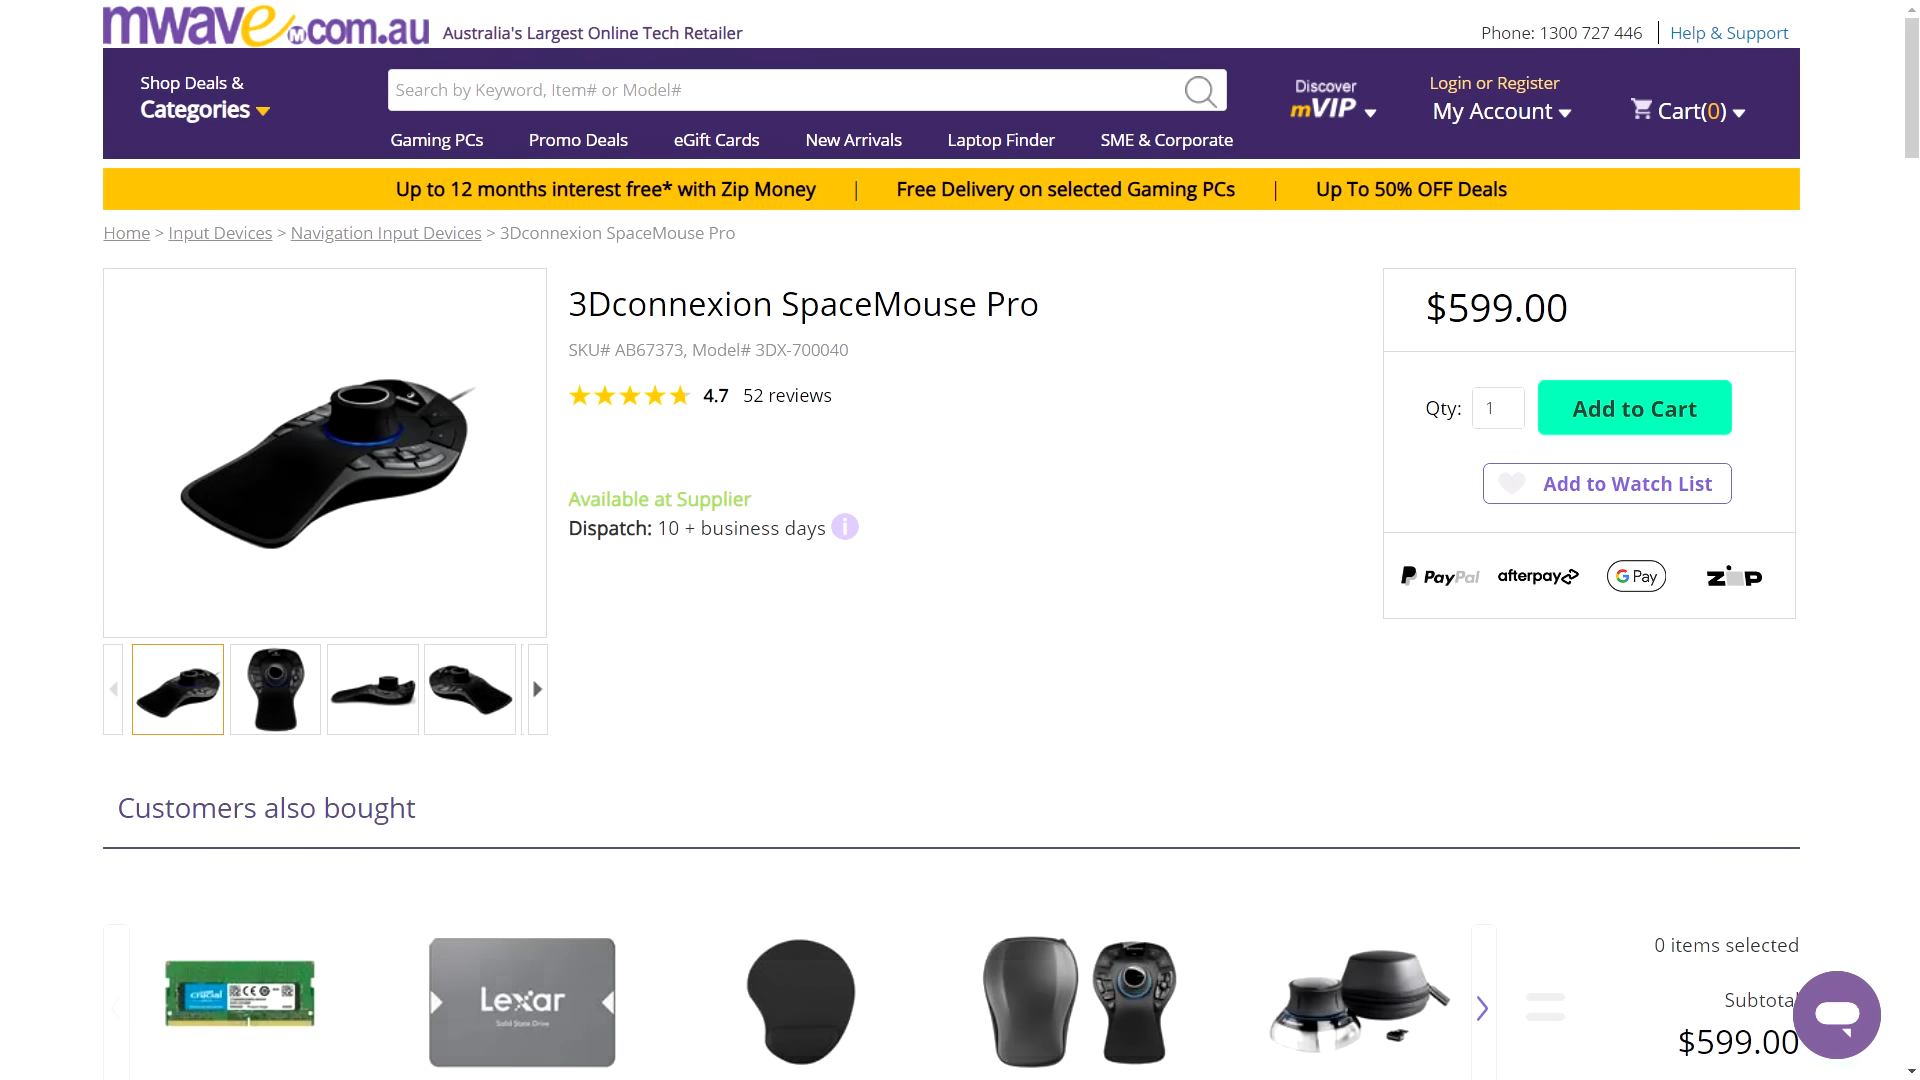 mwave.com.au
Australia's Largest Online Tech Retailer
Phone: 1300 727 446
Help & Support
Shop Deals &
Categories
Search by Keyword, Item# or Model#
Discover
mVIP
Login or Register
My Account
Cart(0)
Gaming PCs
Promo Deals
eGift Cards
New Arrivals
Laptop Finder
SME & Corporate
Up to 12 months interest free* with Zip Money | Free Delivery on selected Gaming PCs | Up To 50% OFF Deals
Home > Input Devices > Navigation Input Devices > 3Dconnexion SpaceMouse Pro
3Dconnexion SpaceMouse Pro
SKU# AB67373, Model# 3DX-700040
4.7 52 reviews
Available at Supplier
Dispatch: 10 + business days
$599.00
Qty: 1
Add to Cart
Add to Watch List
PayPal
afterpay
G Pay
zip
Customers also bought
crucial
Lexar
Solid State Drive
0 items selected
Subtotal
$599.00